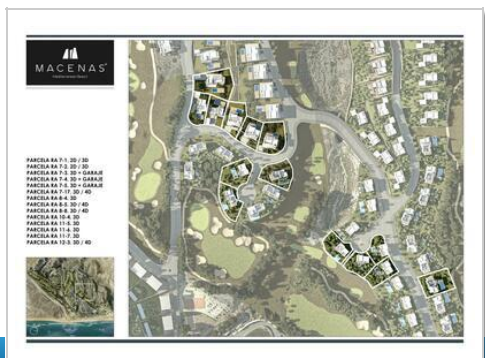 MACENAS
Mediterranean Resort
PARCELA RA 7-1. 2D / 3D
PARCELA RA 7-2. 2D / 3D
PARCELA RA 7-3. 3D + GARAJE
PARCELA RA 7-4. 3D + GARAJE
PARCELA RA 7-5. 3D + GARAJE
PARCELA RA 7-17. 3D / 4D
PARCELA RA 8-4. 3D
PARCELA RA 8-5. 3D / 4D
PARCELA RA 8-8. 3D / 4D
PARCELA RA 10-4. 3D
PARCELA RA 11-5. 3D
PARCELA RA 11-6. 3D
PARCELA RA 11-7. 3D
PARCELA RA 12-3. 3D / 4D